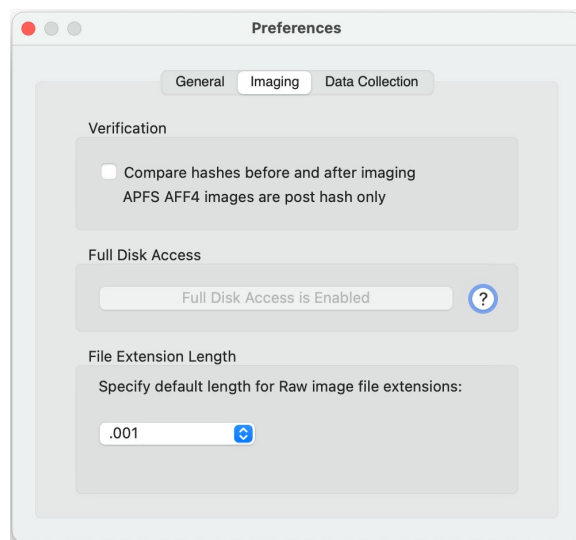 Preferences
General Imaging Data Collection
Verification
Compare hashes before and after imaging
APFS AFF4 images are post hash only
Full Disk Access
Full Disk Access is Enabled ?
File Extension Length
Specify default length for Raw image file extensions:
.001